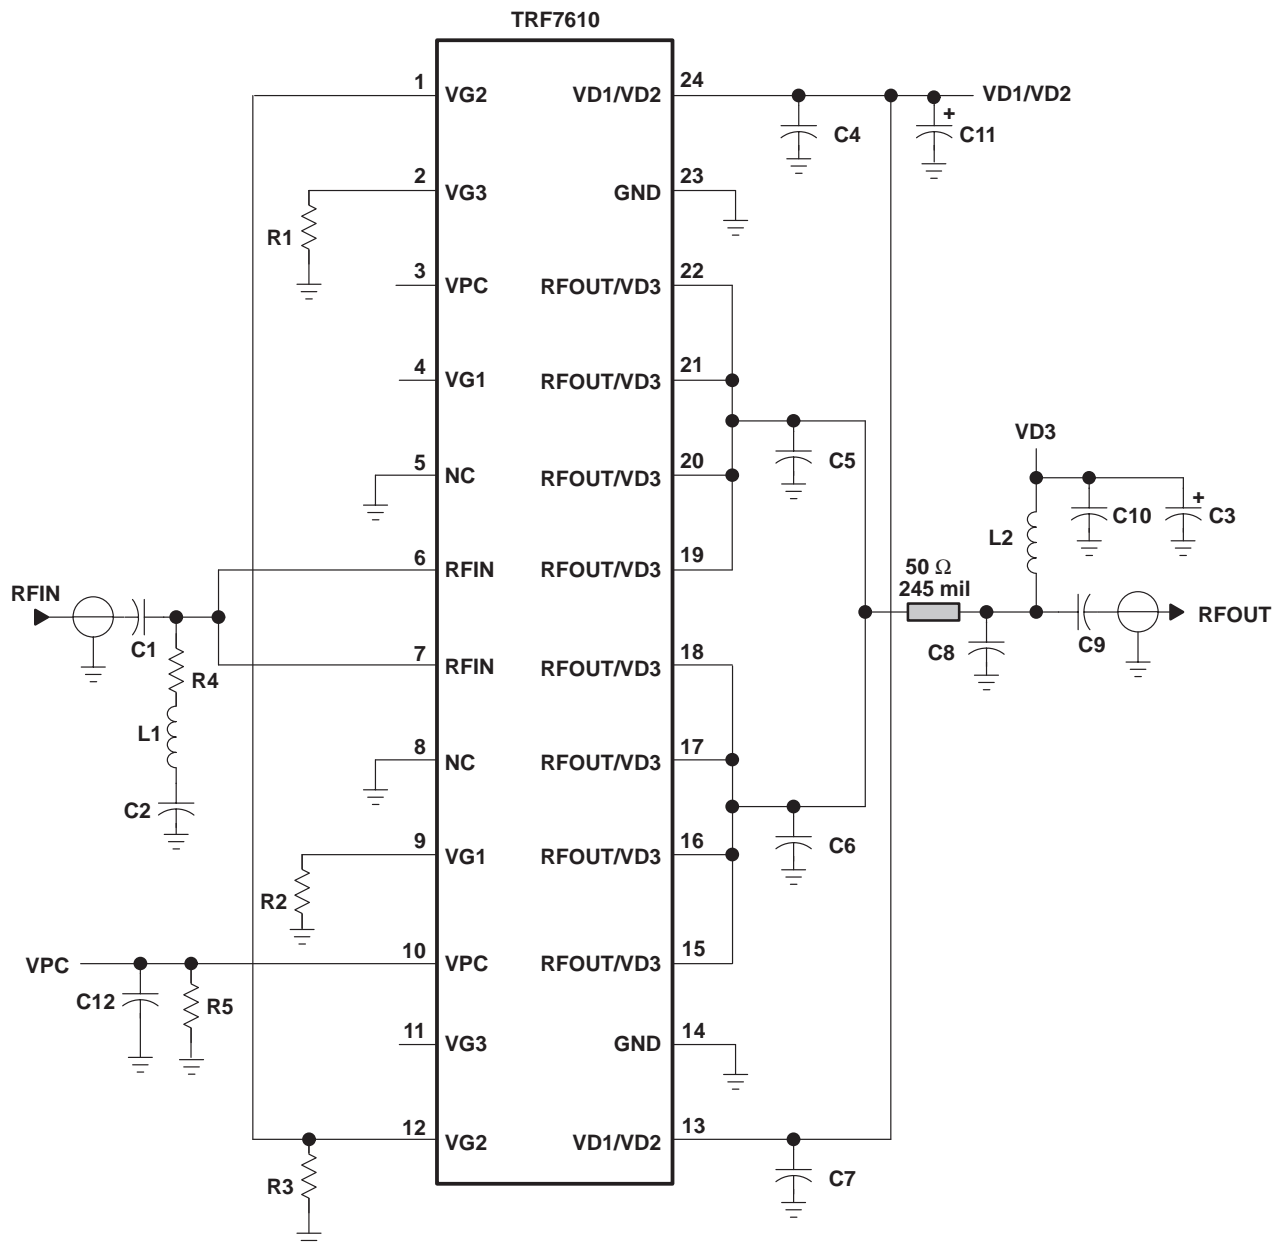 TRF7610
1 VG2 VD1/VD2 24 VD1/VD2
C4 + C11
2 VG3 GND 23
R1
3 VPC RFOUT/VD3 22
4 VG1 RFOUT/VD3 21
VD3
5 NC RFOUT/VD3 20 C5
L2 C10 + C3
6 RFIN RFOUT/VD3 19
50 Ω
245 mil
RFIN
RFOUT
C1
C8 C9
7 RFIN RFOUT/VD3 18
R4
L1
8 NC RFOUT/VD3 17
C2
9 VG1 RFOUT/VD3 16 C6
R2
VPC 10 VPC RFOUT/VD3 15
C12 R5
11 VG3 GND 14
12 VG2 VD1/VD2 13
R3 C7